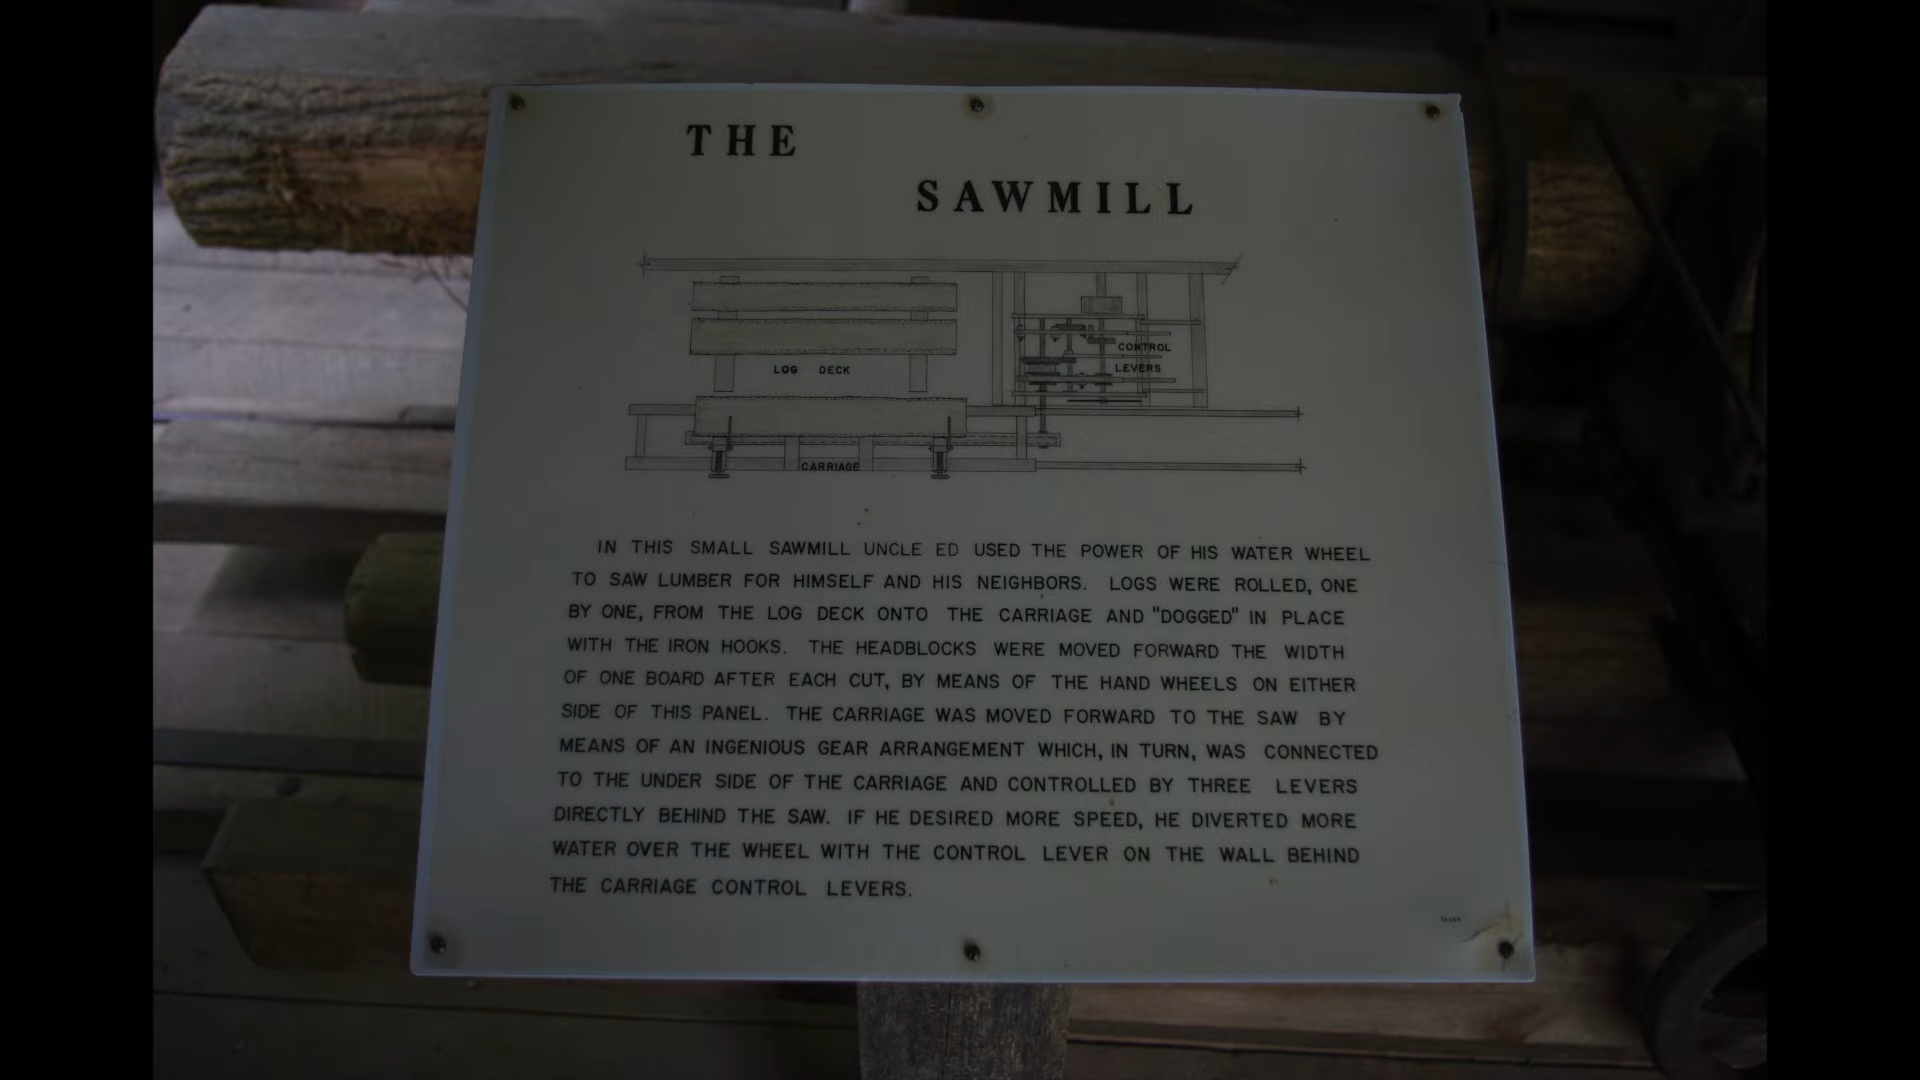 THE
SAWMILL
CONTROL
LEVERS
LOG DECK
CARRIAGE
IN THIS SMALL SAWMILL UNCLE ED USED THE POWER OF HIS WATER WHEEL
TO SAW LUMBER FOR HIMSELF AND HIS NEIGHBORS. LOGS WERE ROLLED, ONE
BY ONE, FROM THE LOG DECK ONTO THE CARRIAGE AND "DOGGED" IN PLACE
WITH THE IRON HOOKS. THE HEADBLOCKS WERE MOVED FORWARD THE WIDTH
OF ONE BOARD AFTER EACH CUT, BY MEANS OF THE HAND WHEELS ON EITHER
SIDE OF THIS PANEL. THE CARRIAGE WAS MOVED FORWARD TO THE SAW BY
MEANS OF AN INGENIOUS GEAR ARRANGEMENT WHICH, IN TURN, WAS CONNECTED
TO THE UNDER SIDE OF THE CARRIAGE AND CONTROLLED BY THREE LEVERS
DIRECTLY BEHIND THE SAW. IF HE DESIRED MORE SPEED, HE DIVERTED MORE
WATER OVER THE WHEEL WITH THE CONTROL LEVER ON THE WALL BEHIND
THE CARRIAGE CONTROL LEVERS.